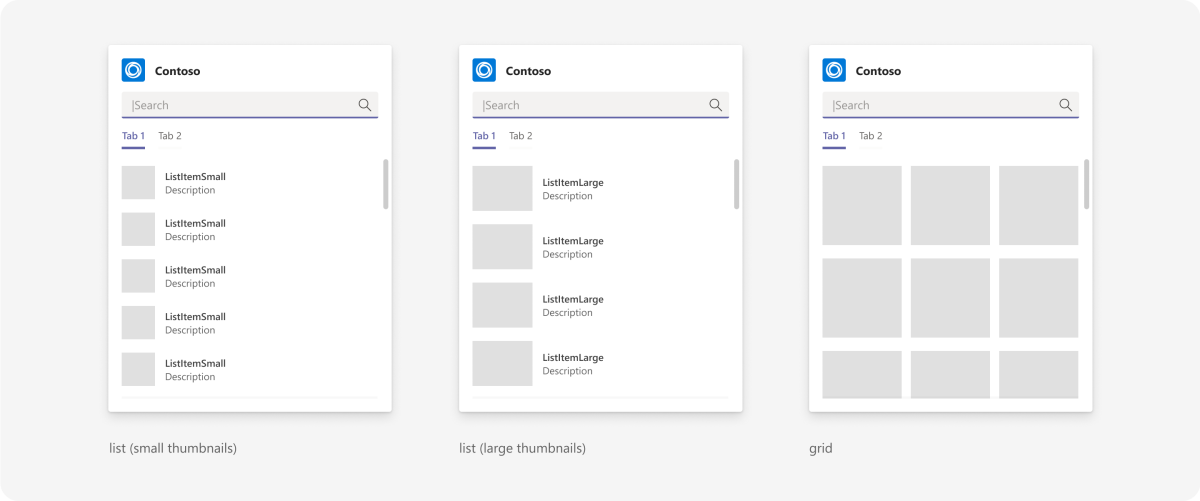 Contoso
|Search
Tab 1 Tab 2
ListItemSmall
Description
ListItemSmall
Description
ListItemSmall
Description
ListItemSmall
Description
ListItemSmall
Description
list (small thumbnails)
Contoso
|Search
Tab 1 Tab 2
ListItemLarge
Description
ListItemLarge
Description
ListItemLarge
Description
ListItemLarge
Description
list (large thumbnails)
Contoso
|Search
Tab 1 Tab 2
grid